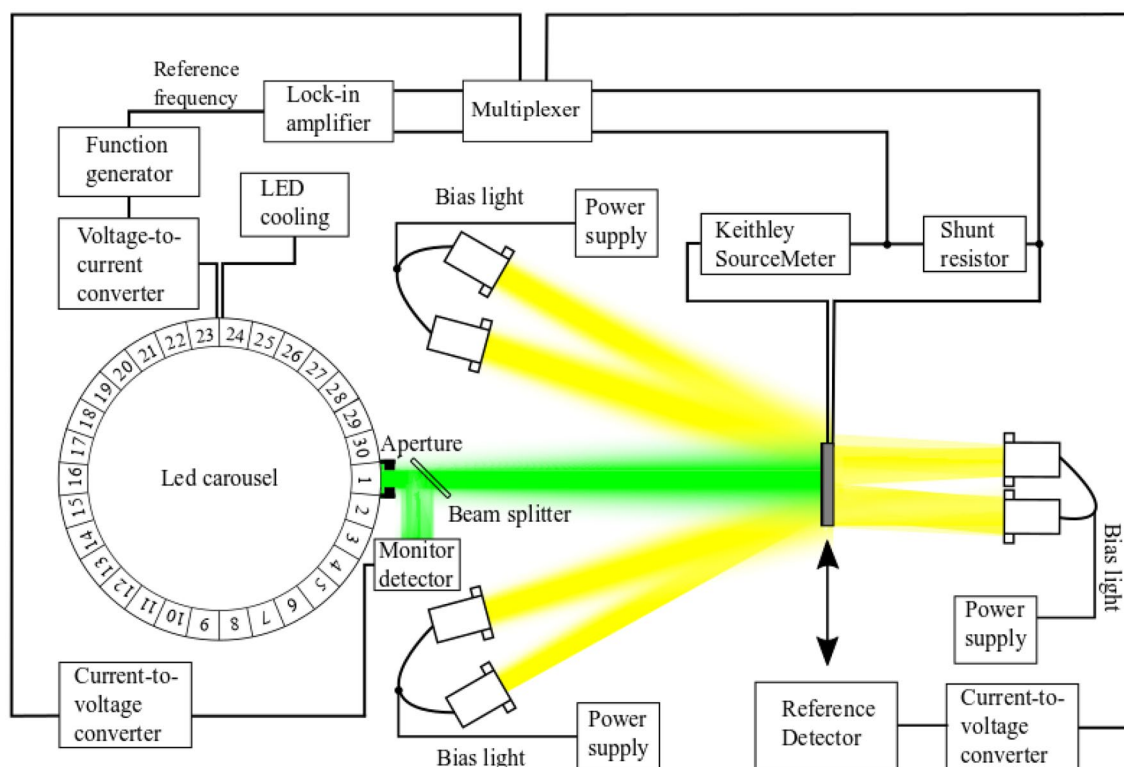 Reference
frequency
Lock-in
amplifier
Multiplexer
Function
generator
LED
cooling
Voltage-to-
current
converter
Bias light
Power
supply
Keithley
SourceMeter
Shunt
resistor
Led carousel
1
2
3
4
5
6
7
8
9
10
11
12
13
14
15
16
17
18
19
20
21
22
23
24
25
26
27
28
29
30
Aperture
Beam splitter
Monitor
detector
Bias light
Power
supply
Current-to-
voltage
converter
Bias light
Power
supply
Reference
Detector
Current-to-
voltage
converter